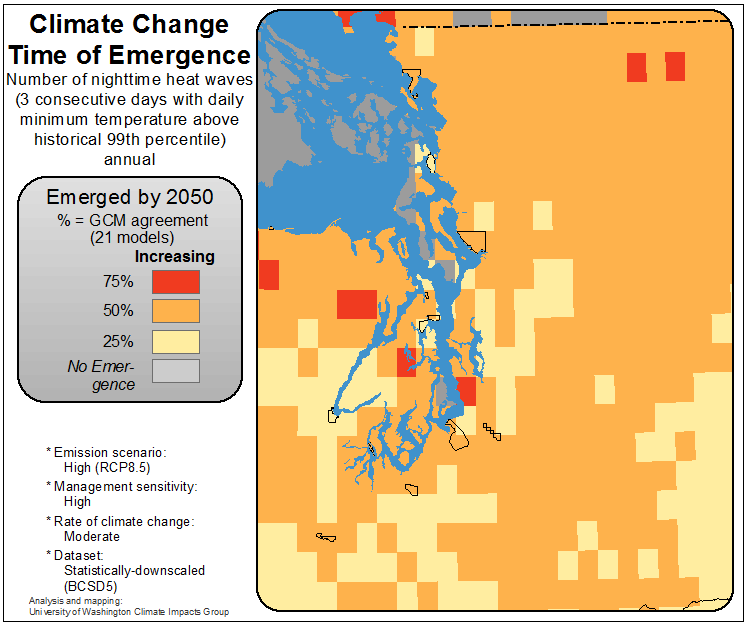 Climate Change
Time of Emergence
Number of nighttime heat waves
(3 consecutive days with daily
minimum temperature above
historical 99th percentile)
annual
Emerged by 2050
% = GCM agreement
(21 models)
Increasing
75%
50%
25%
No Emer-
gence
* Emission scenario:
High (RCP8.5)
* Management sensitivity:
High
* Rate of climate change:
Moderate
* Dataset:
Statistically-downscaled
(BCSD5)
Analysis and mapping:
University of Washington Climate Impacts Group